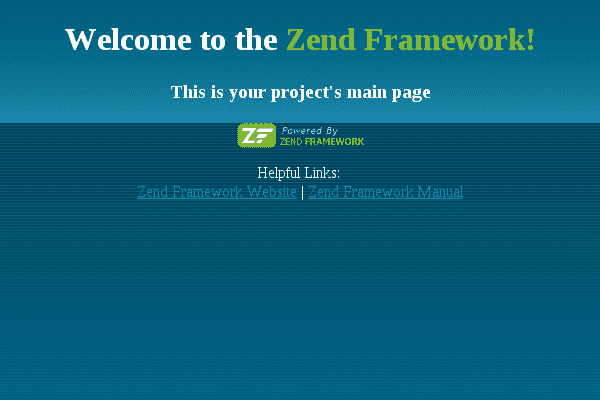 Welcome to the Zend Framework!
This is your project's main page
ZF Powered By
ZEND FRAMEWORK
Helpful Links:
Zend Framework Website | Zend Framework Manual